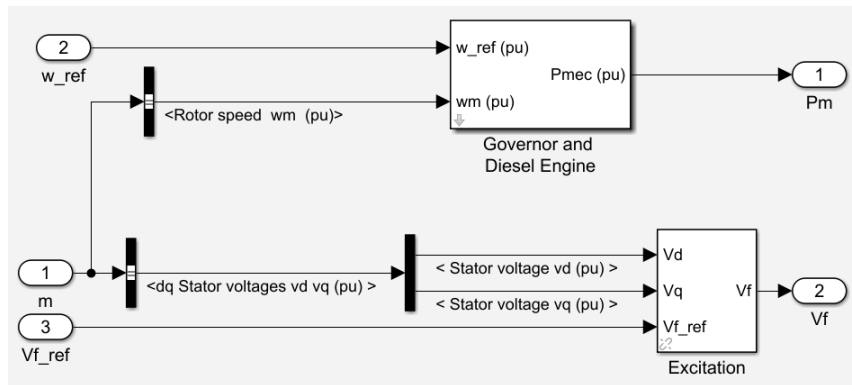 2
w_ref
w_ref (pu)
Pmec (pu)
wm (pu)
1
Pm
<Rotor speed  wm  (pu)>
Governor and
Diesel Engine
1
m
<dq Stator voltages vd vq (pu) >
< Stator voltage vd (pu) >
< Stator voltage vq (pu) >
Vd
Vq
Vf
Vf_ref
2
Vf
3
Vf_ref
Excitation